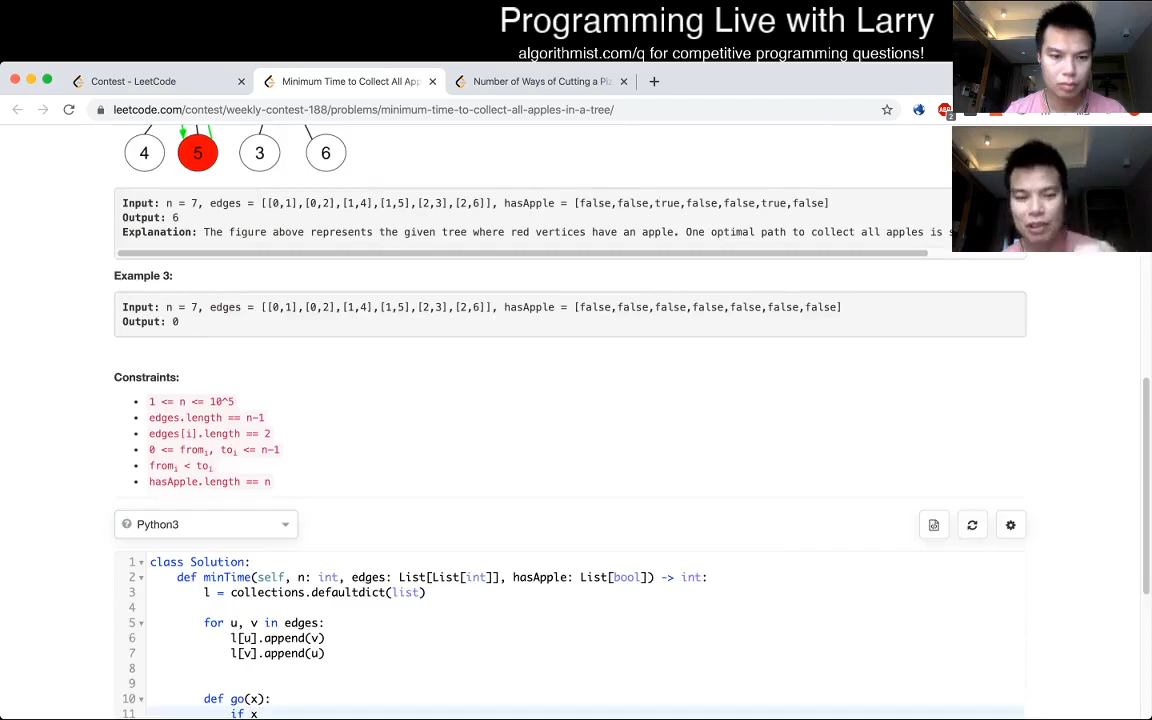 Programming Live with Larry
algorithmist.com/q for competitive programming questions!
Contest - LeetCode
Minimum Time to Collect All App
Number of Ways of Cutting a Piz
leetcode.com/contest/weekly-contest-188/problems/minimum-time-to-collect-all-apples-in-a-tree/
4 5 3 6
Input: n = 7, edges = [[0,1],[0,2],[1,4],[1,5],[2,3],[2,6]], hasApple = [false,false,true,false,false,true,false]
Output: 6
Explanation: The figure above represents the given tree where red vertices have an apple. One optimal path to collect all apples is s
Example 3:
Input: n = 7, edges = [[0,1],[0,2],[1,4],[1,5],[2,3],[2,6]], hasApple = [false,false,false,false,false,false,false]
Output: 0
Constraints:
1 <= n <= 10^5
edges.length == n-1
edges[i].length == 2
0 <= fromi, toi <= n-1
fromi < toi
hasApple.length == n
Python3
1 class Solution:
2 def minTime(self, n: int, edges: List[List[int]], hasApple: List[bool]) -> int:
3 l = collections.defaultdict(list)
4
5 for u, v in edges:
6 l[u].append(v)
7 l[v].append(u)
8
9
10 def go(x):
11 if x